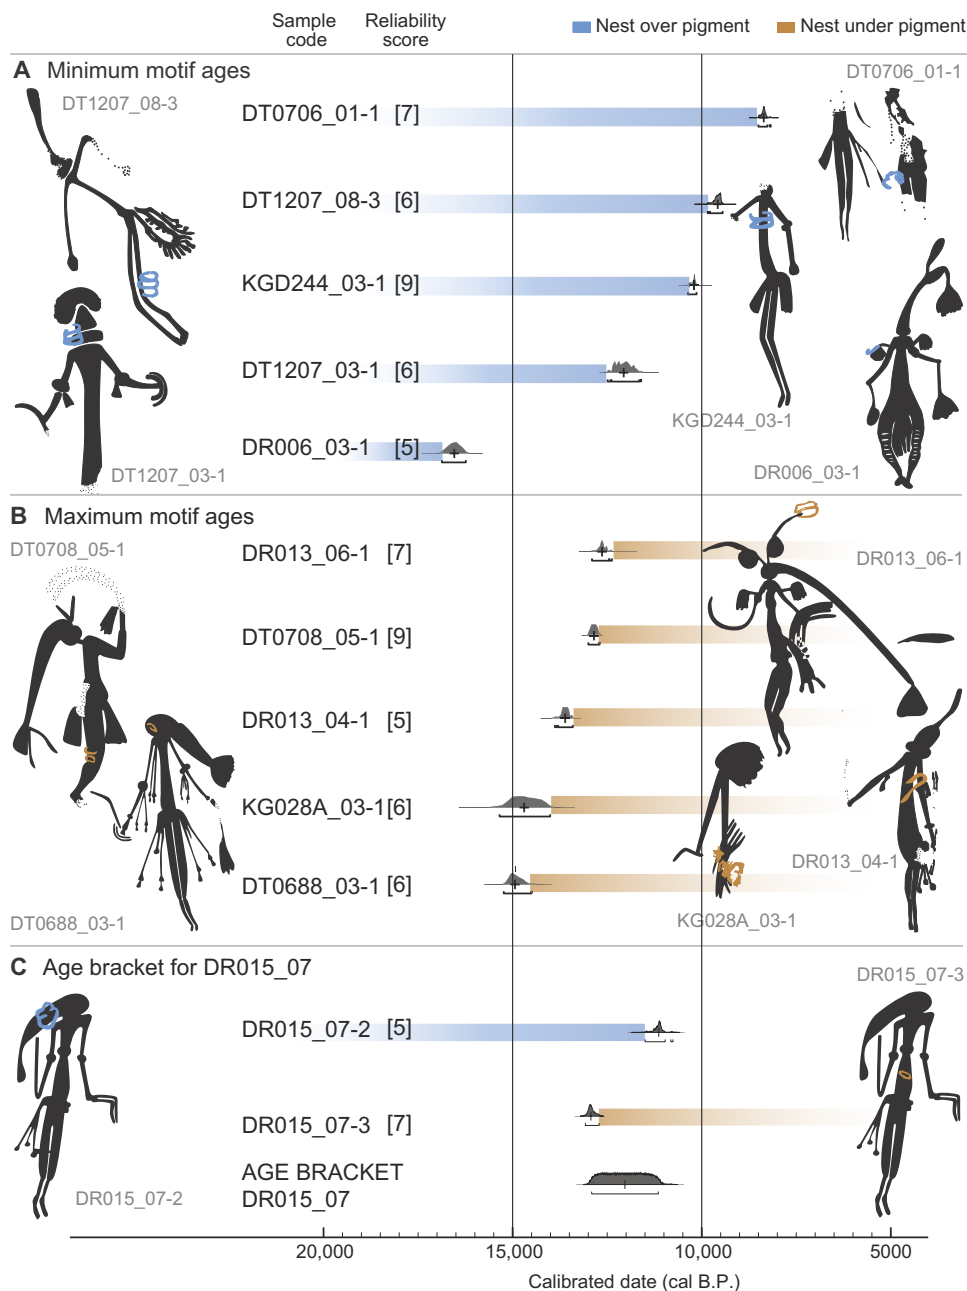 Sample code
Reliability score
Nest over pigment
Nest under pigment
A Minimum motif ages
DT1207_08-3
DT0706_01-1
DT0706_01-1 [7]
DT1207_08-3 [6]
KGD244_03-1 [9]
DT1207_03-1 [6]
KGD244_03-1
DR006_03-1 [5]
DT1207_03-1
DR006_03-1
B Maximum motif ages
DT0708_05-1
DR013_06-1 [7]
DR013_06-1
DT0708_05-1 [9]
DR013_04-1 [5]
KG028A_03-1 [6]
DR013_04-1
DT0688_03-1 [6]
DT0688_03-1
KG028A_03-1
C Age bracket for DR015_07
DR015_07-3
DR015_07-2 [5]
DR015_07-3 [7]
AGE BRACKET
DR015_07
DR015_07-2
20,000 15,000 10,000 5000
Calibrated date (cal B.P.)